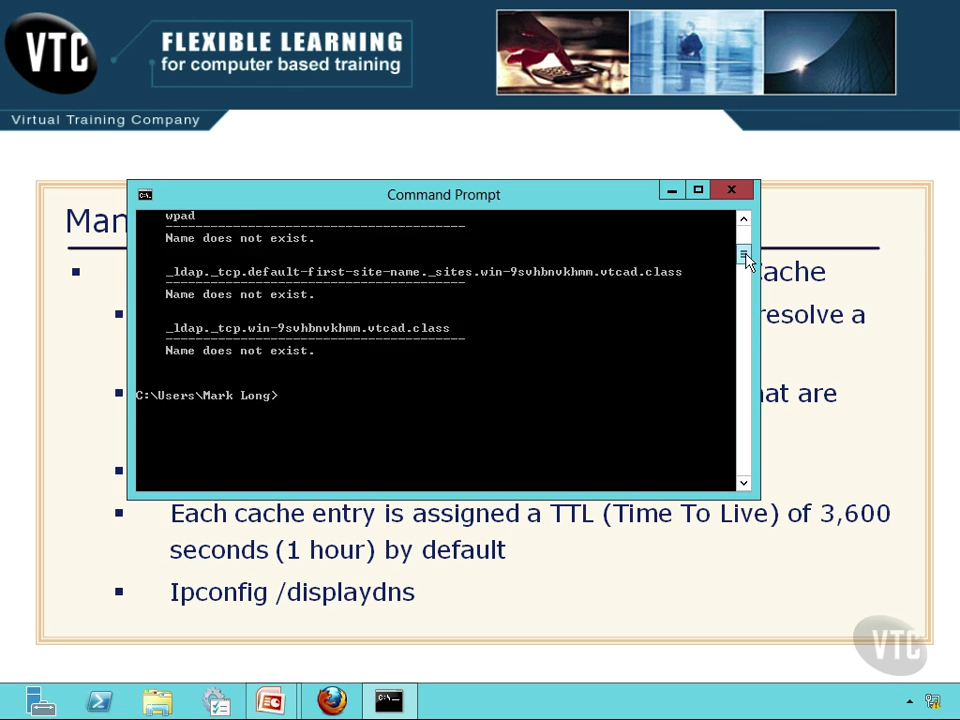 VTC
FLEXIBLE LEARNING
for computer based training
Virtual Training Company
Man
Command Prompt
wpad
----------------------------------------
Name does not exist.
_ldap._tcp.default-first-site-name._sites.win-9svhbnvkhmm.vtcad.class
----------------------------------------
Name does not exist.
_ldap._tcp.win-9svhbnvkhmm.vtcad.class
----------------------------------------
Name does not exist.
C:\Users\Mark Long>
Cache
resolve a
hat are
Each cache entry is assigned a TTL (Time To Live) of 3,600
seconds (1 hour) by default
Ipconfig /displaydns
VTC